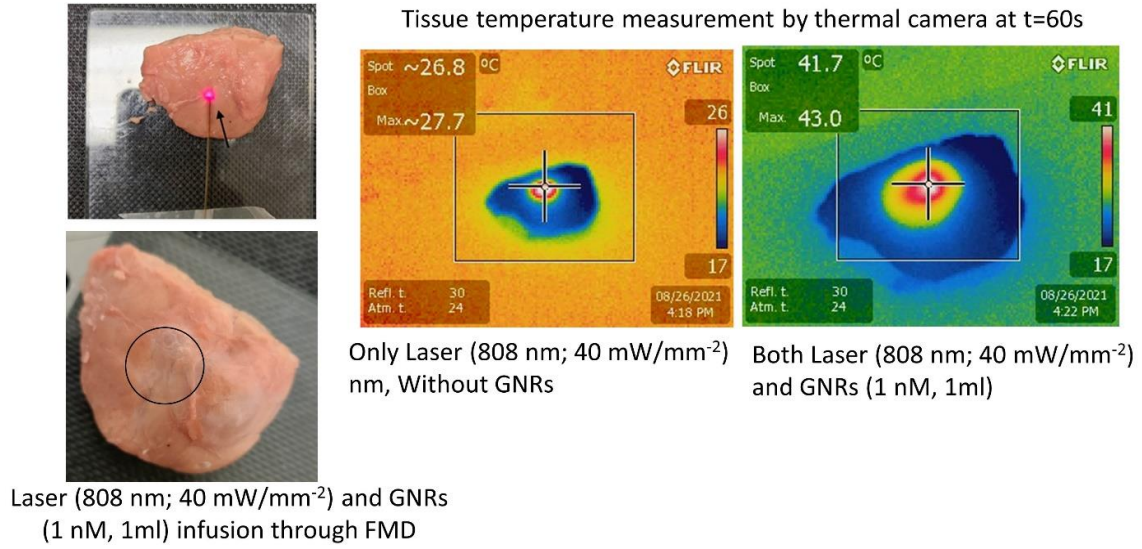 Tissue temperature measurement by thermal camera at t=60s
Spot ~26.8 ºC
FLIR
Box
Max. ~27.7
26
17
Refl. t. 30
Atm. t. 24
08/26/2021
4:18 PM
Spot 41.7 ºC
FLIR
Box
Max. 43.0
41
17
Refl. t. 30
Atm. t. 24
08/26/2021
4:22 PM
Only Laser (808 nm; 40 mW/mm⁻²)
nm, Without GNRs
Both Laser (808 nm; 40 mW/mm⁻²)
and GNRs (1 nM, 1ml)
Laser (808 nm; 40 mW/mm⁻²) and GNRs
(1 nM, 1ml) infusion through FMD